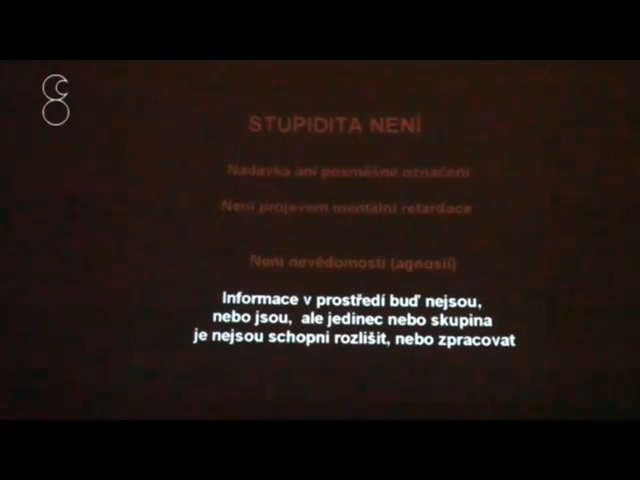 STUPIDITA NENÍ
Nadávka ani posměšné označení
Není projevem mentální retardace
Není nevědomostí (agnosií)
Informace v prostředí buď nejsou,
nebo jsou, ale jedinec nebo skupina
je nejsou schopni rozlišit, nebo zpracovat